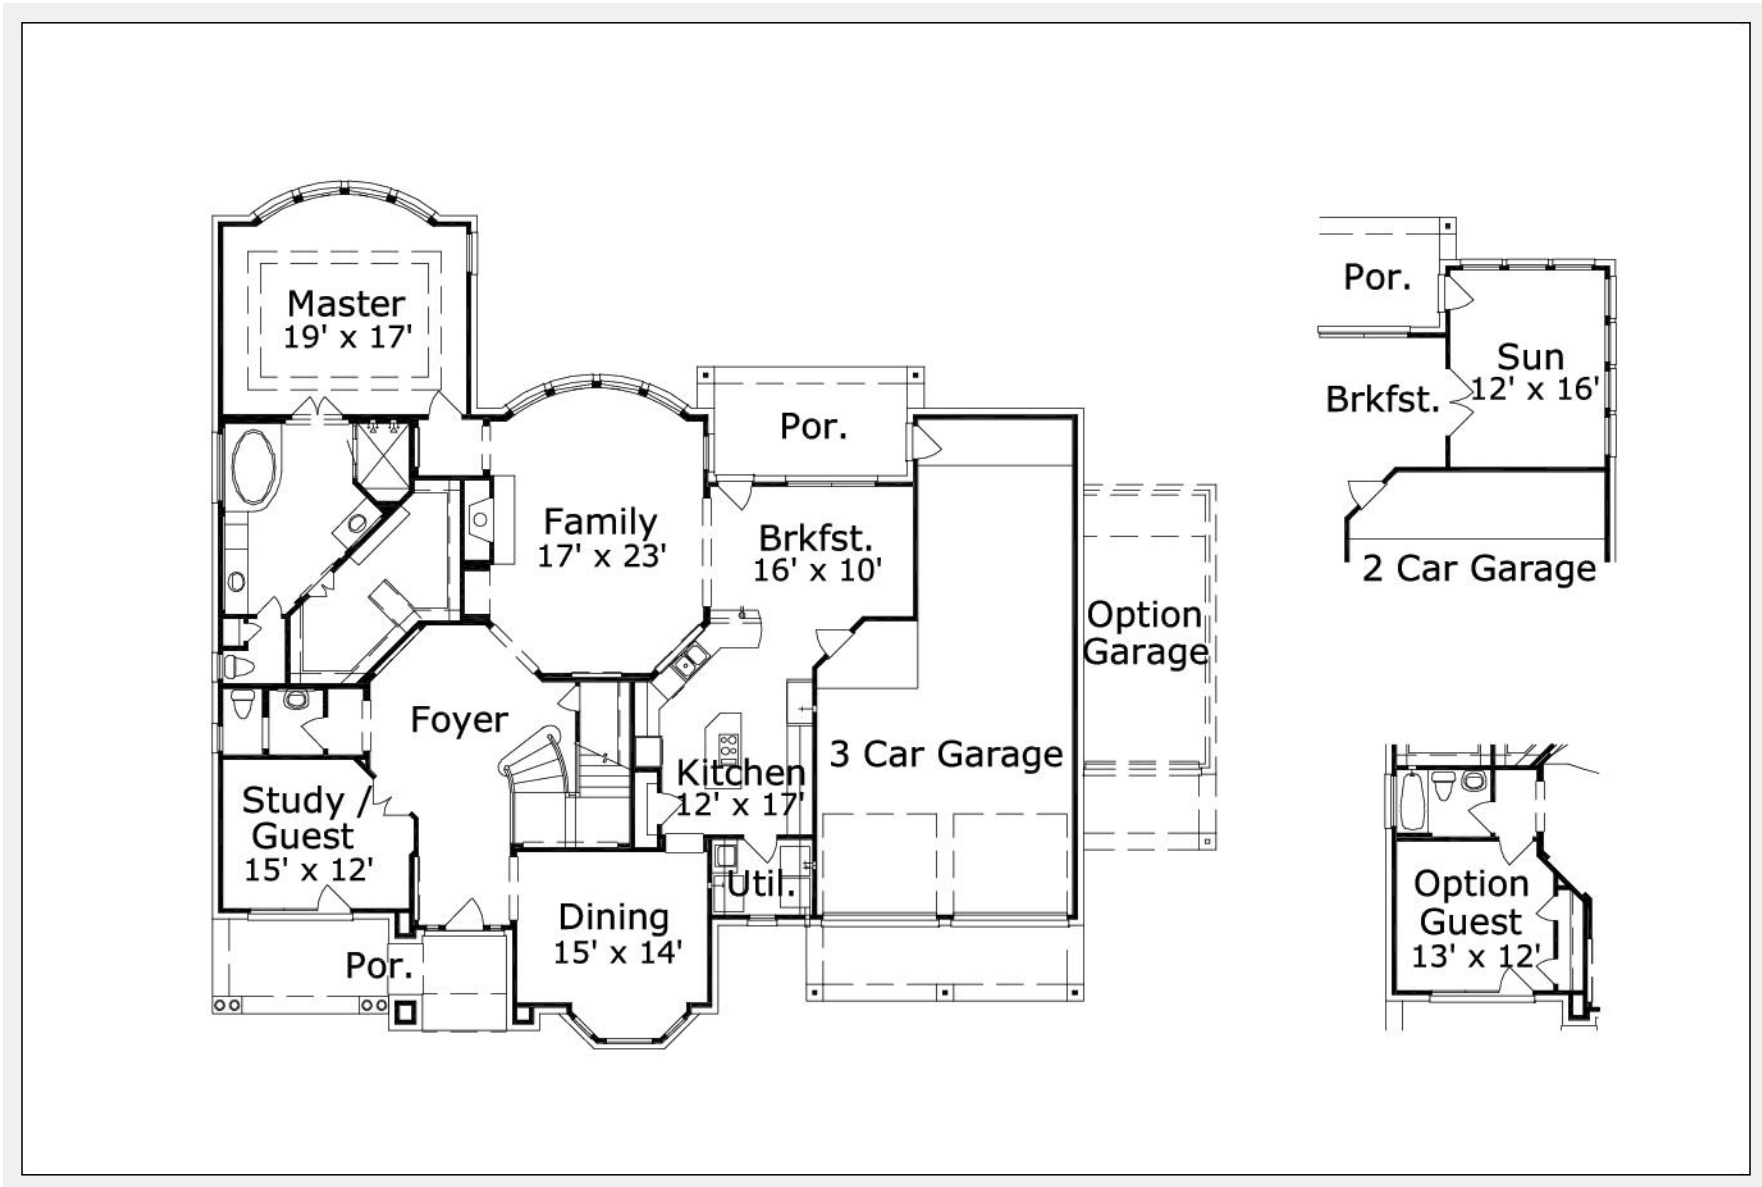 Master
19' x 17'
Por.
Family
17' x 23'
Brkfst.
16' x 10'
Option
Garage
Foyer
3 Car Garage
Kitchen
12' x 17'
Study /
Guest
15' x 12'
Util.
Dining
15' x 14'
Por.
Por.
Sun
12' x 16'
Brkfst.
2 Car Garage
Option
Guest
13' x 12'